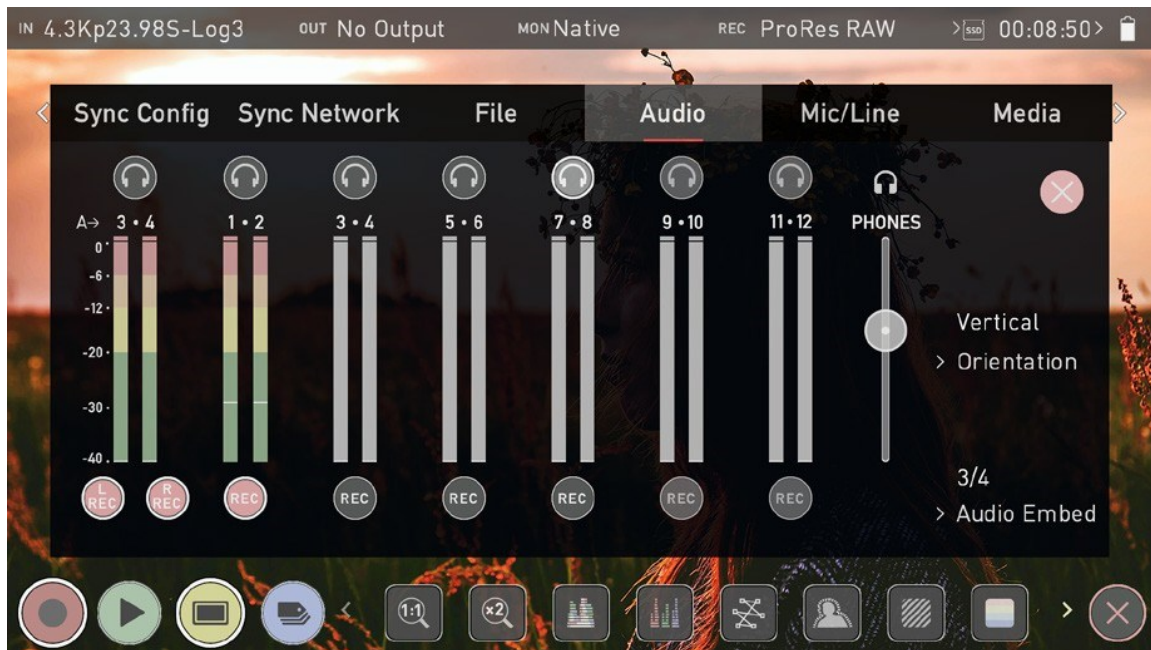 IN 4.3Kp23.98S-Log3 OUT No Output MON Native REC ProRes RAW >SSD 00:08:50>
< Sync Config Sync Network File Audio Mic/Line Media >
A→ 3•4 1•2 3•4 5•6 7•8 9•10 11•12 PHONES
0
-6
-12
-20
-30
-40
Vertical
> Orientation
L REC R REC REC REC REC REC REC REC
3/4
> Audio Embed
1:1 x2